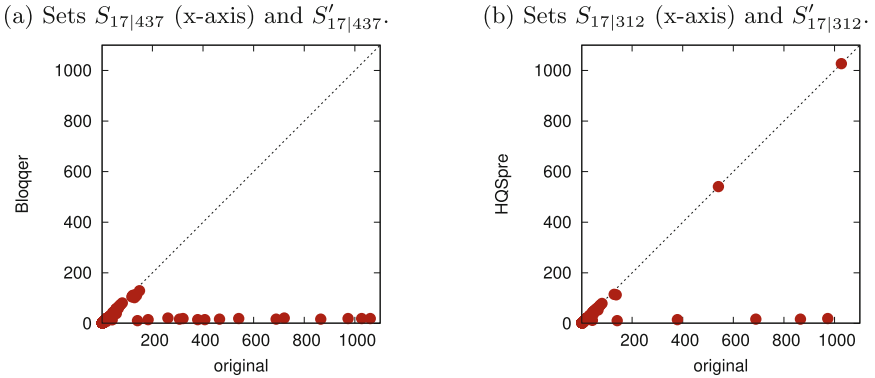 (a) Sets S₁₇|₄₃₇ (x-axis) and S′₁₇|₄₃₇.
1000
800
600
400
200
0
200 400 600 800 1000
Bloqqer
original
(b) Sets S₁₇|₃₁₂ (x-axis) and S′₁₇|₃₁₂.
1000
800
600
400
200
0
200 400 600 800 1000
HQSpre
original